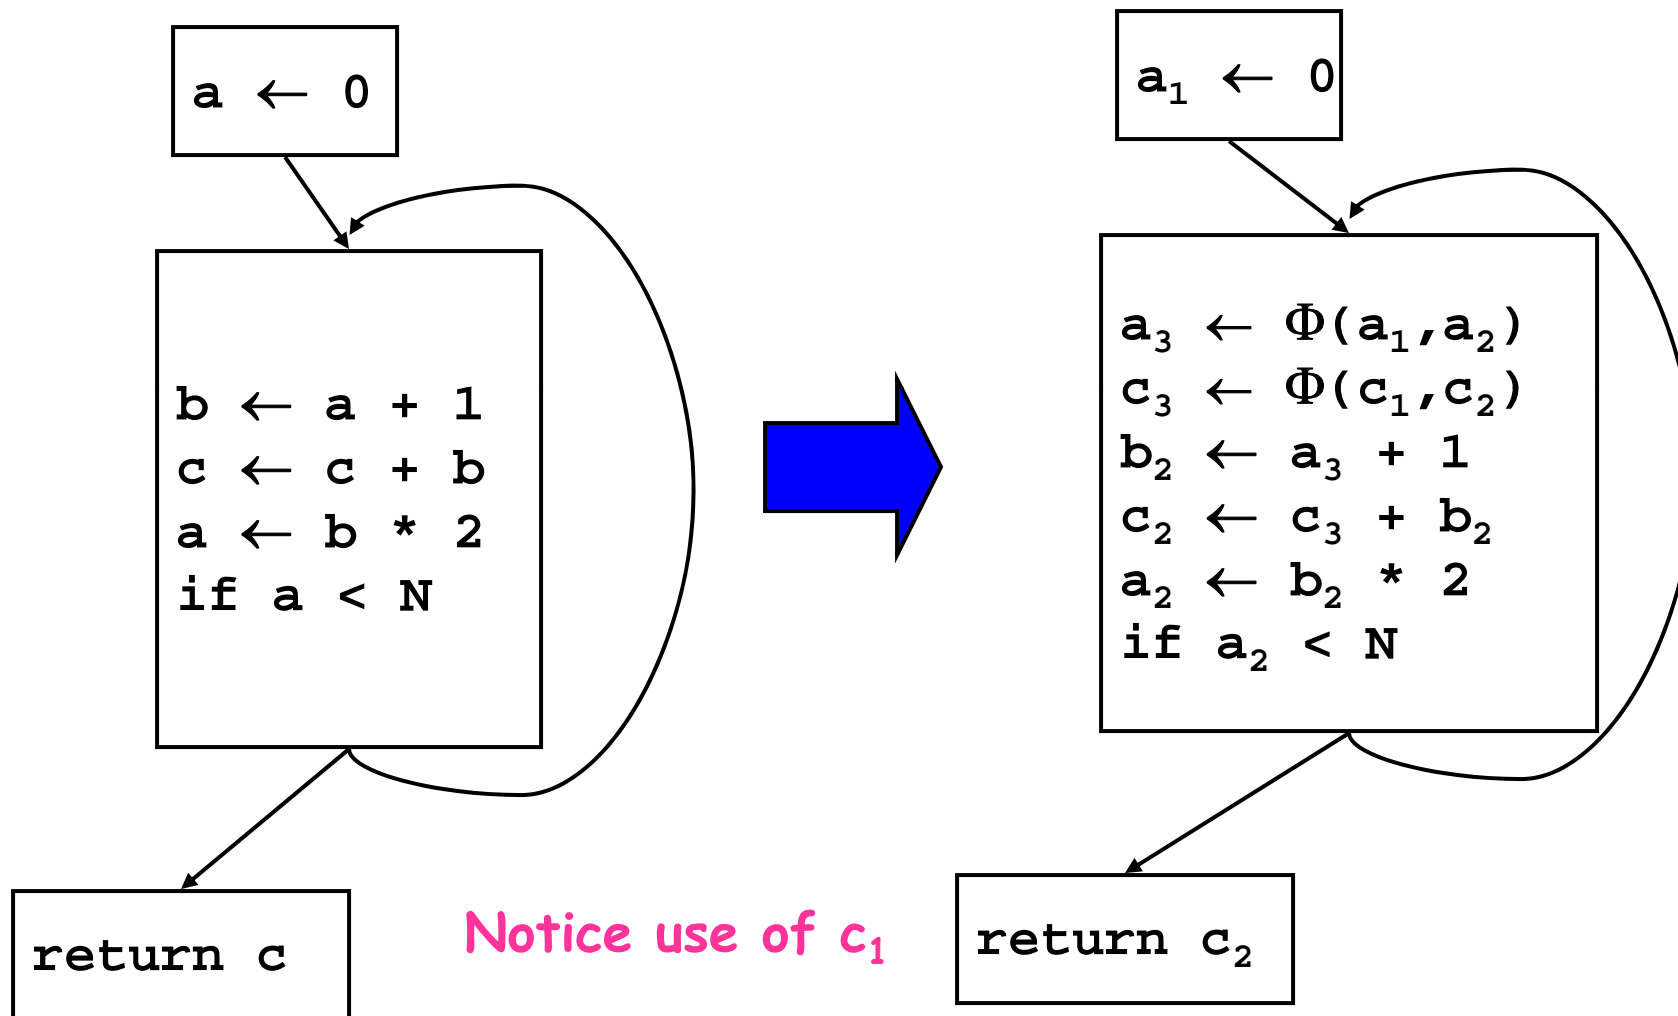 a ← 0
b ← a + 1
c ← c + b
a ← b * 2
if a < N
return c
Notice use of c₁
a₁ ← 0
a₃ ← Φ(a₁,a₂)
c₃ ← Φ(c₁,c₂)
b₂ ← a₃ + 1
c₂ ← c₃ + b₂
a₂ ← b₂ * 2
if a₂ < N
return c₂